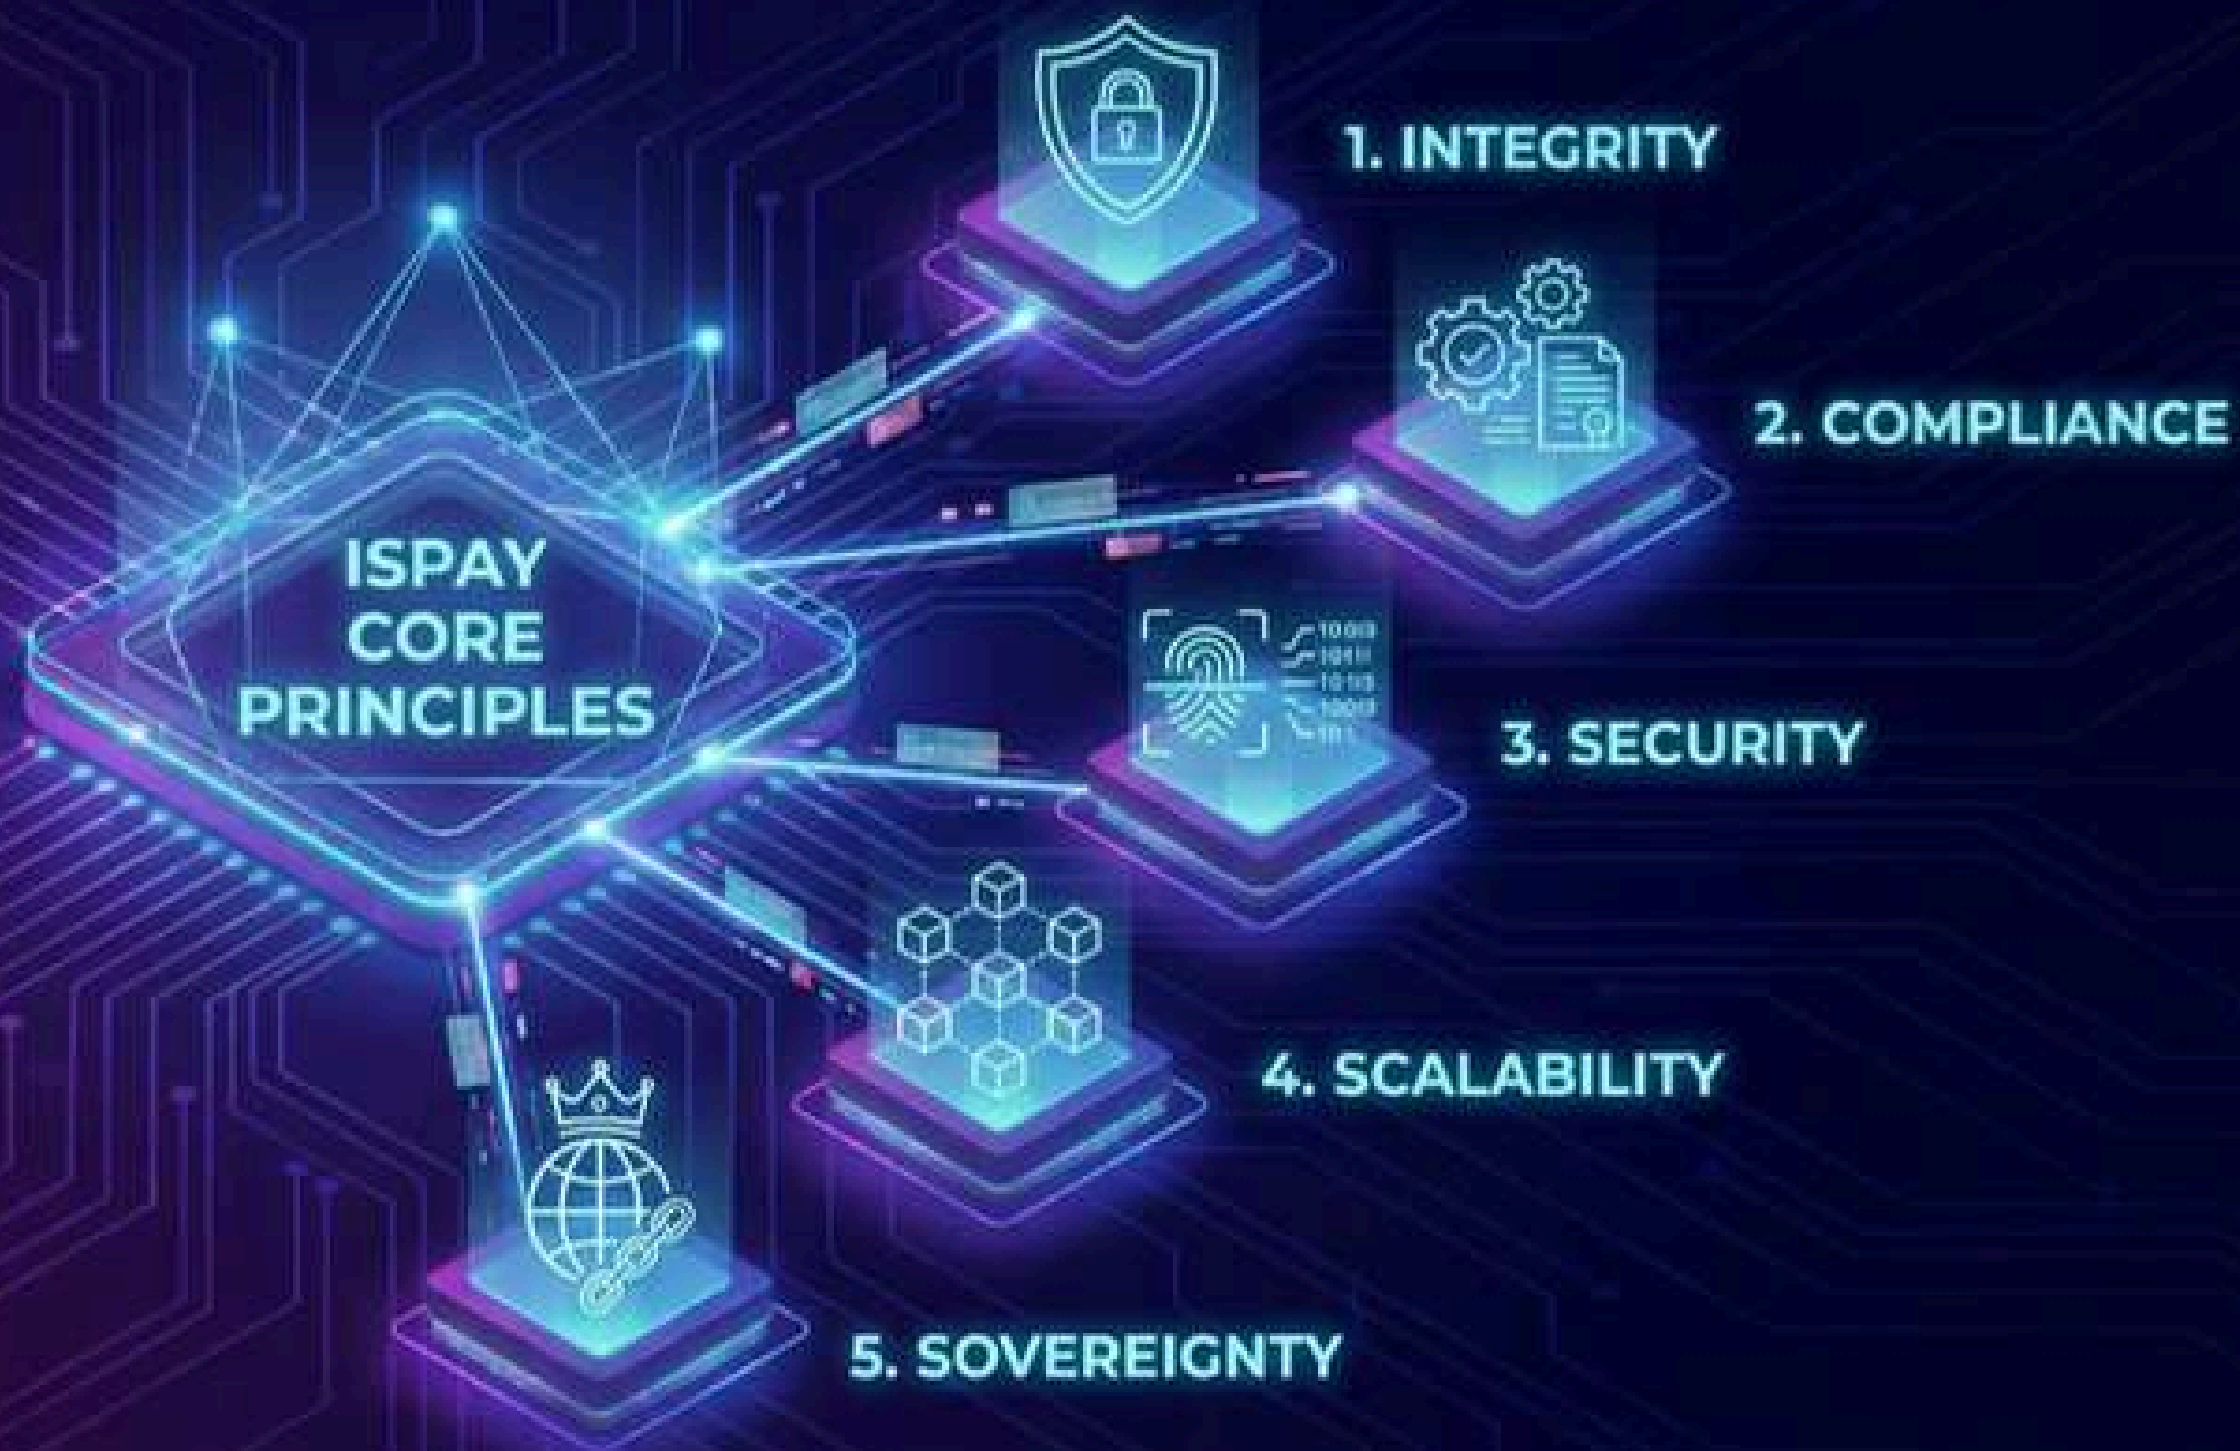 ISPAY
CORE
PRINCIPLES
1. INTEGRITY
2. COMPLIANCE
3. SECURITY
4. SCALABILITY
5. SOVEREIGNTY